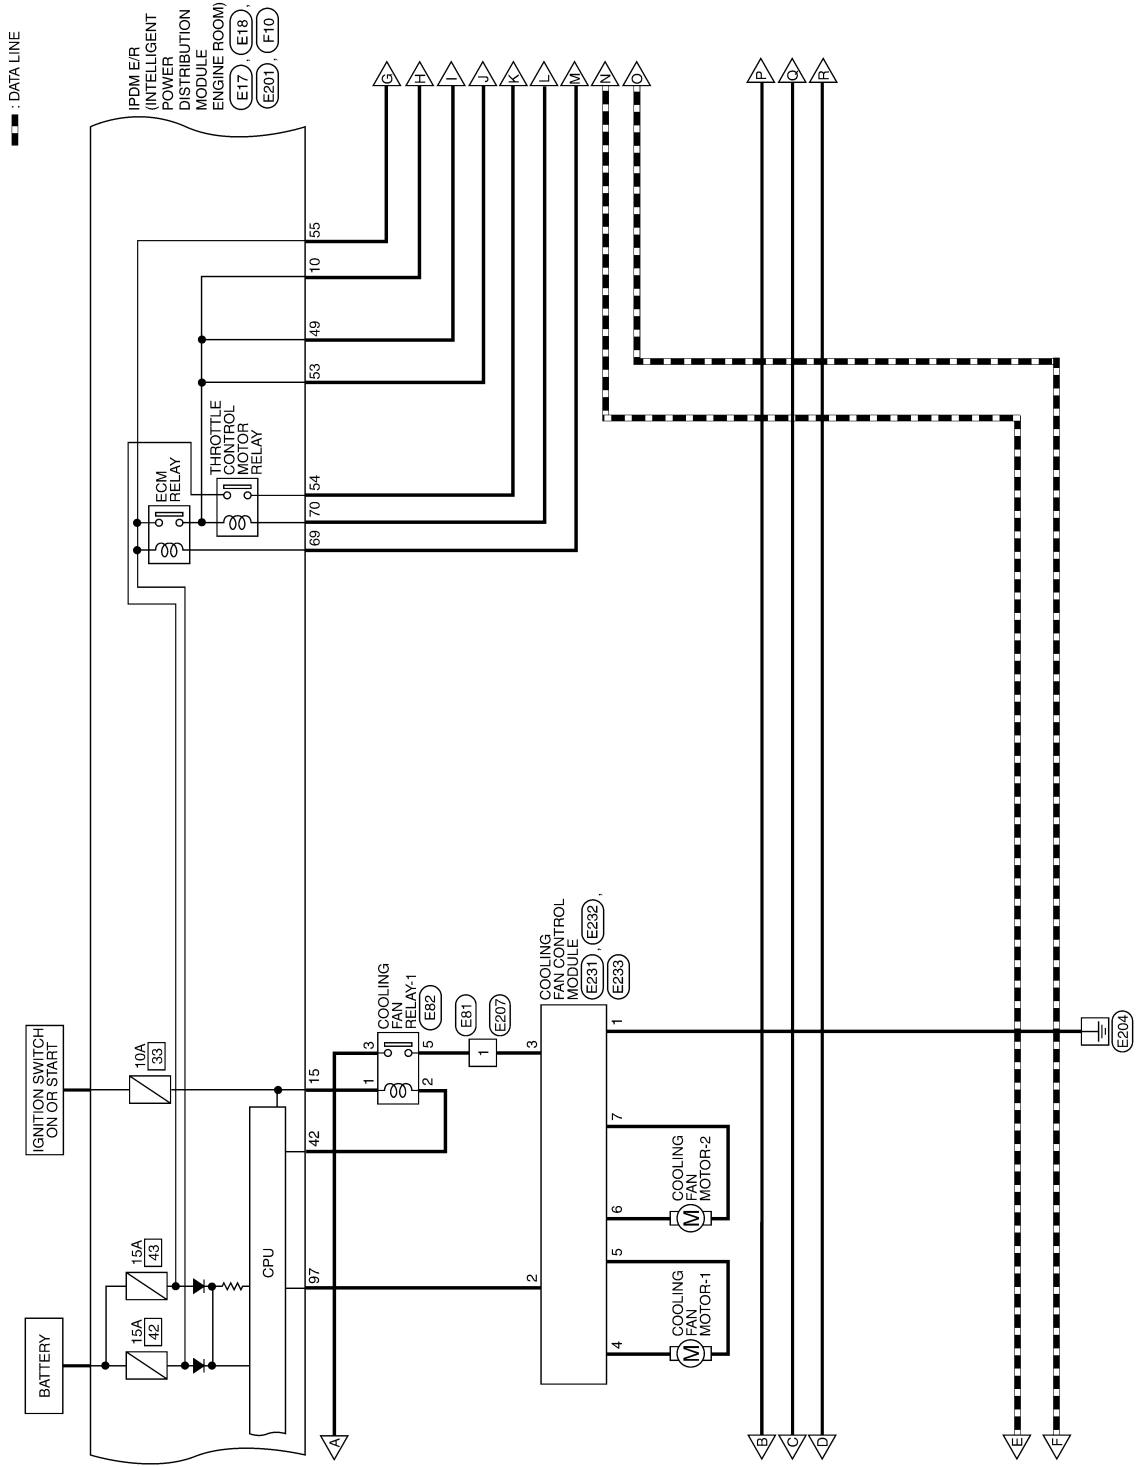 : DATA LINE
IPDM E/R
(INTELLIGENT
POWER
DISTRIBUTION
MODULE
ENGINE ROOM)
E17 , E18 ,
E201 , F10
BATTERY
IGNITION SWITCH
ON OR START
15A
42
15A
43
10A
33
CPU
ECM
RELAY
THROTTLE
CONTROL
MOTOR
RELAY
97
42
15
69
70
54
53
49
10
55
A
1
3
2
5
COOLING
FAN
RELAY-1
E82
1
E81
E207
G
H
I
J
K
L
M
N
O
P
Q
R
2
3
COOLING
FAN CONTROL
MODULE
E231 , E232 ,
E233
4
5
6
7
1
M
COOLING
FAN
MOTOR-1
M
COOLING
FAN
MOTOR-2
B
C
D
E
F
E204